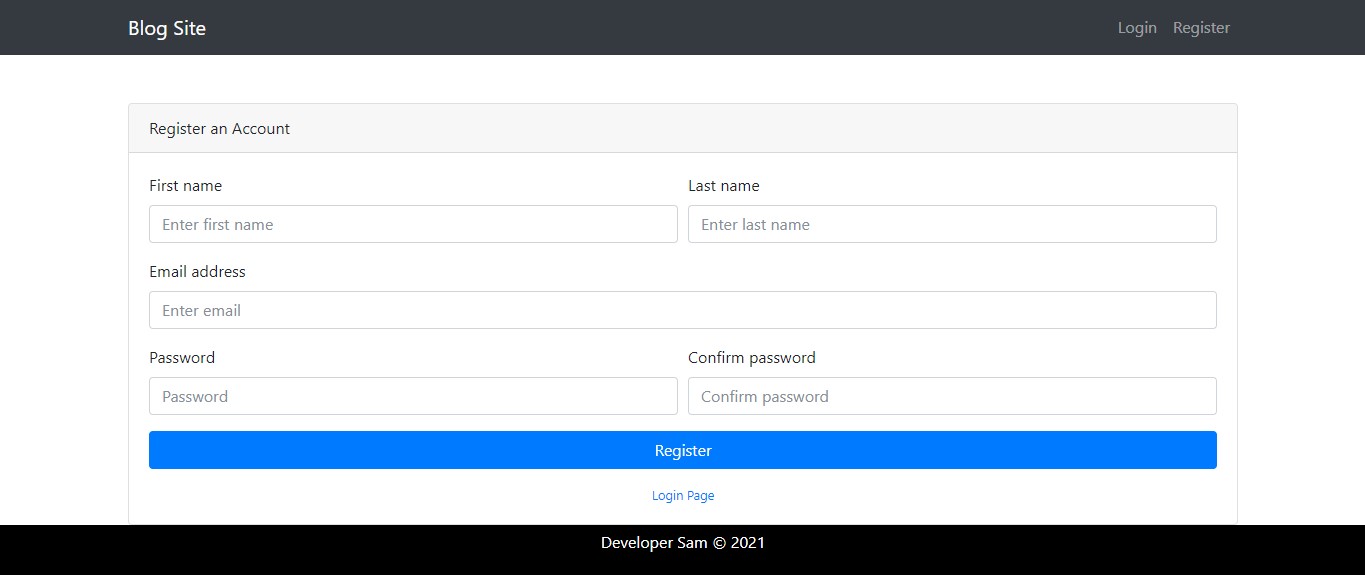 Blog Site Login Register
Register an Account
First name Last name
Enter first name Enter last name
Email address
Enter email
Password Confirm password
Password Confirm password
Register
Login Page
Developer Sam © 2021